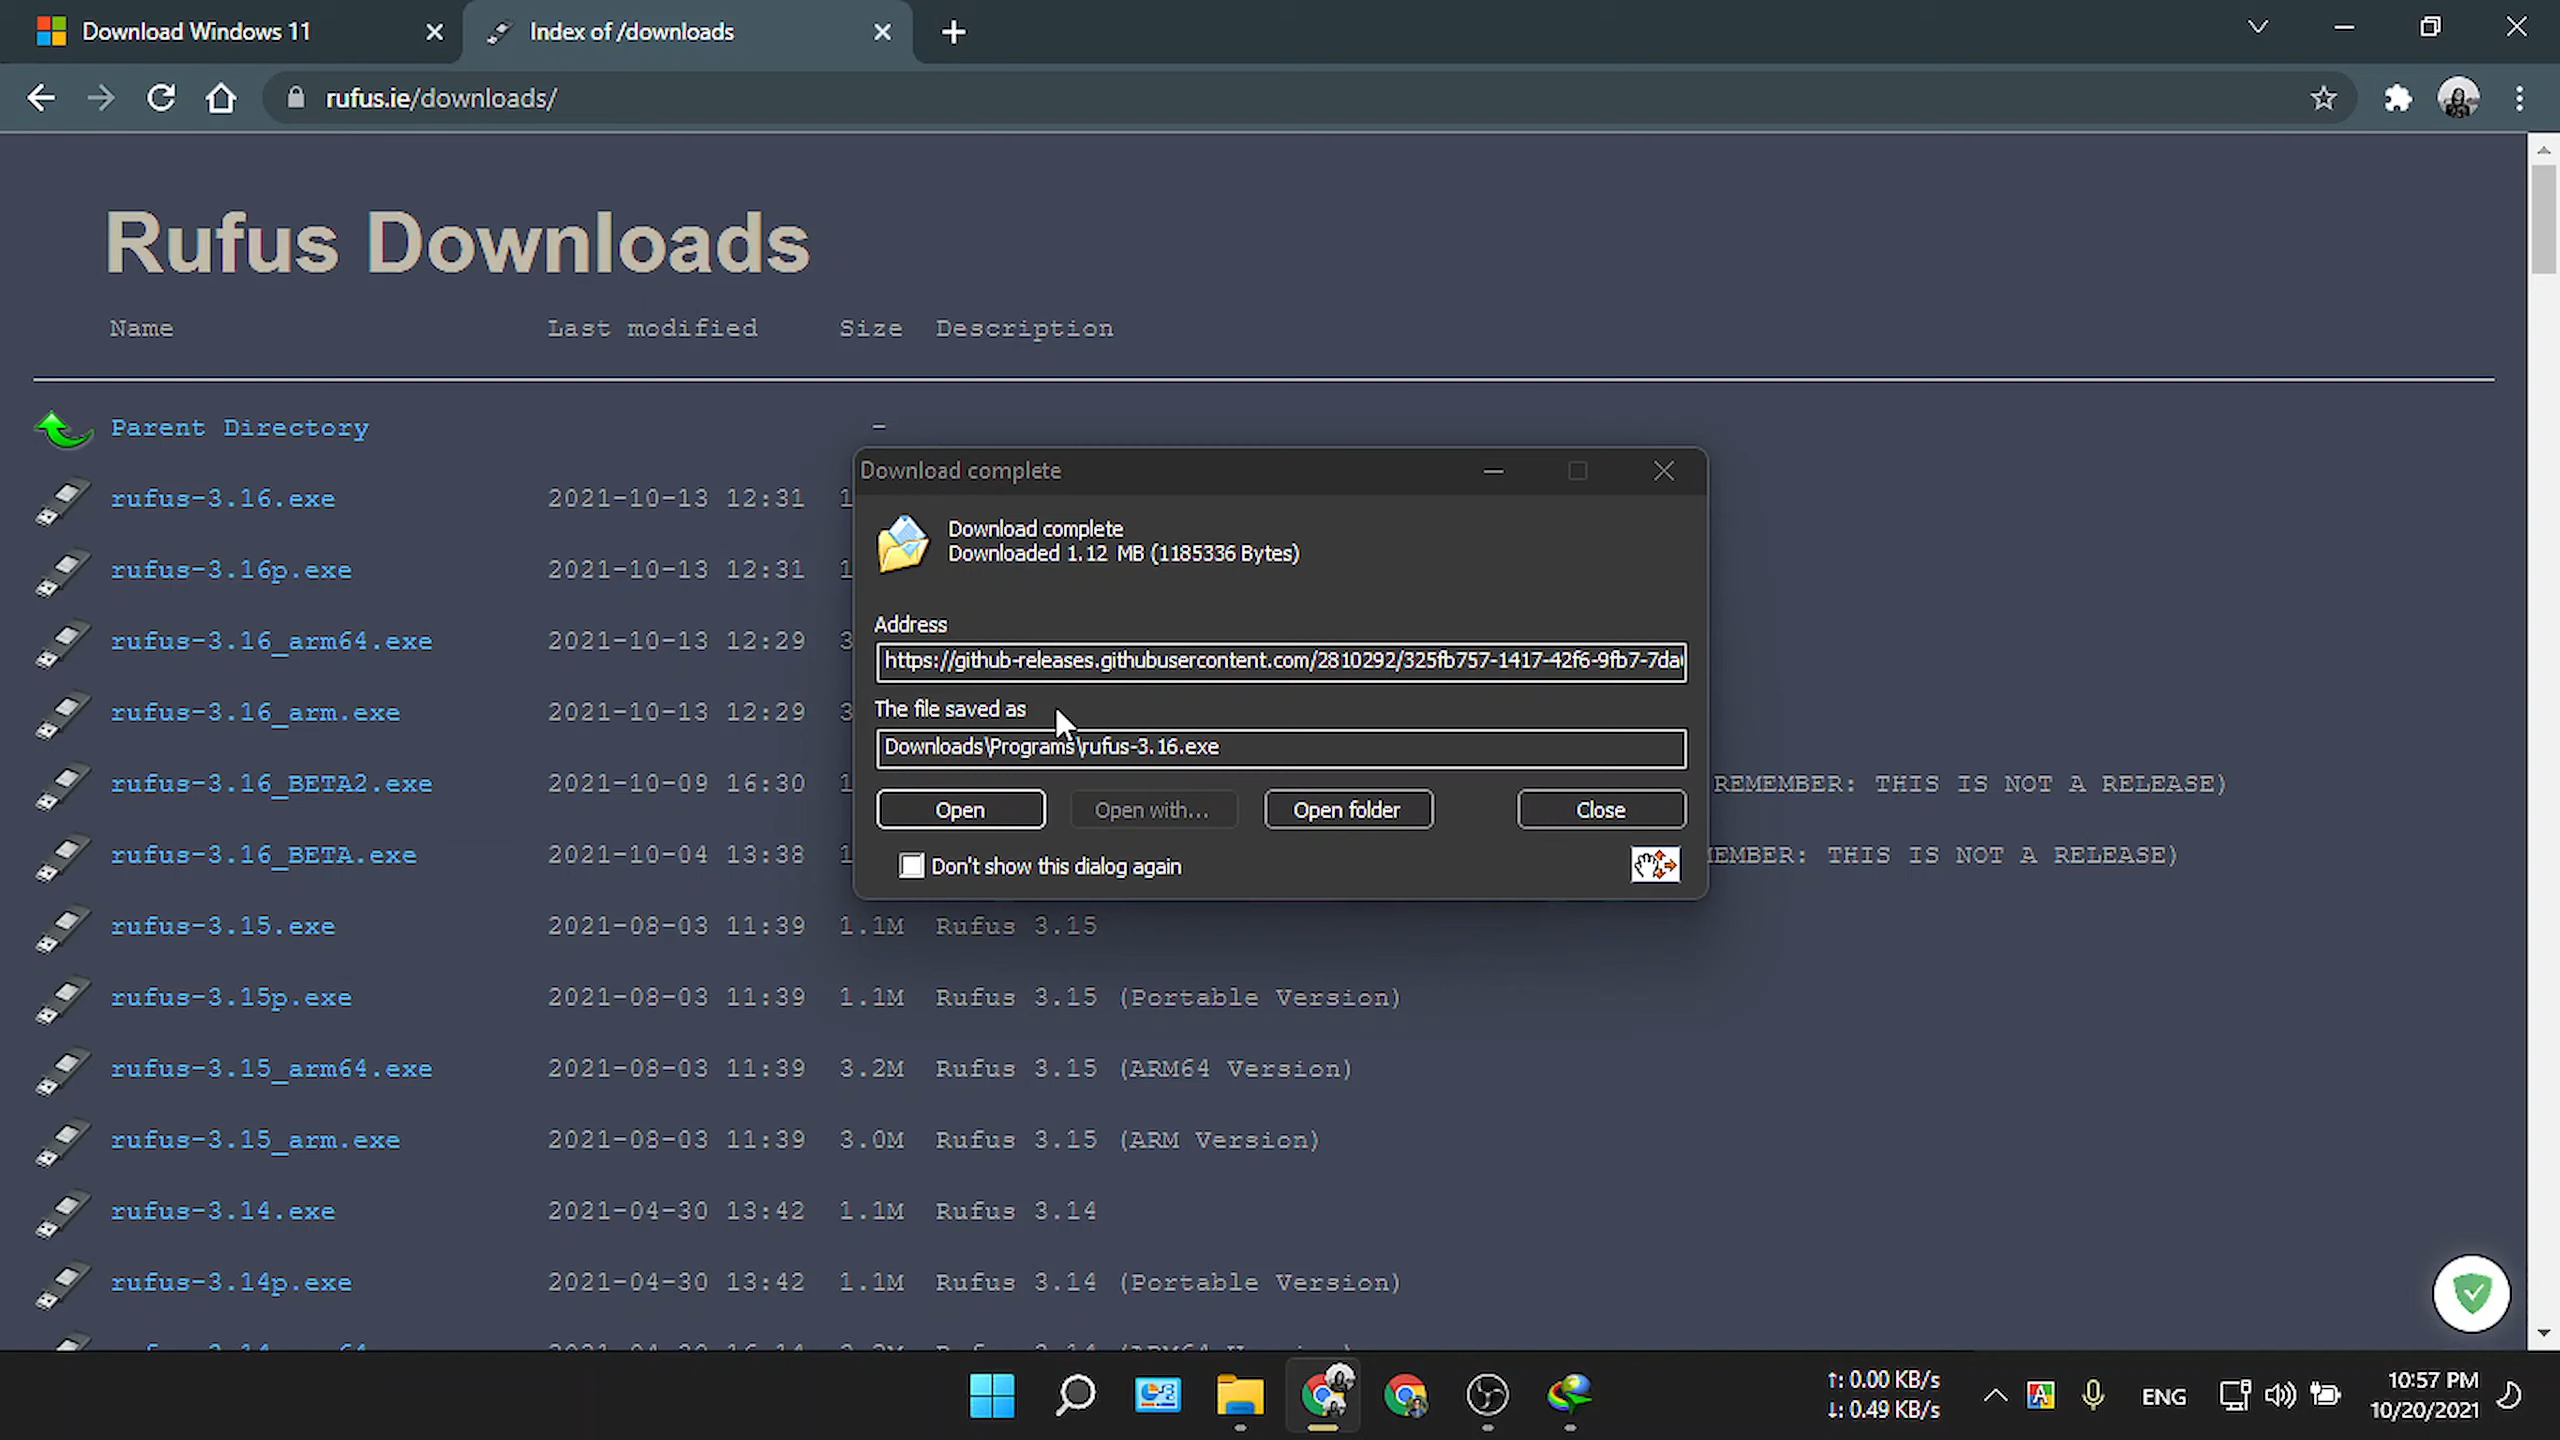 Download Windows 11
Index of /downloads
rufus.ie/downloads/
Rufus Downloads
Name Last modified Size Description
Parent Directory -
rufus-3.16.exe 2021-10-13 12:31 1
rufus-3.16p.exe 2021-10-13 12:31 1
rufus-3.16_arm64.exe 2021-10-13 12:29 3
rufus-3.16_arm.exe 2021-10-13 12:29 3
rufus-3.16_BETA2.exe 2021-10-09 16:30 1 REMEMBER: THIS IS NOT A RELEASE)
rufus-3.16_BETA.exe 2021-10-04 13:38 1 MEMBER: THIS IS NOT A RELEASE)
rufus-3.15.exe 2021-08-03 11:39 1.1M Rufus 3.15
rufus-3.15p.exe 2021-08-03 11:39 1.1M Rufus 3.15 (Portable Version)
rufus-3.15_arm64.exe 2021-08-03 11:39 3.2M Rufus 3.15 (ARM64 Version)
rufus-3.15_arm.exe 2021-08-03 11:39 3.0M Rufus 3.15 (ARM Version)
rufus-3.14.exe 2021-04-30 13:42 1.1M Rufus 3.14
rufus-3.14p.exe 2021-04-30 13:42 1.1M Rufus 3.14 (Portable Version)
Download complete
Download complete
Downloaded 1.12 MB (1185336 Bytes)
Address
https://github-releases.githubusercontent.com/2810292/325fb757-1417-42f6-9fb7-7da
The file saved as
Downloads\Programs\rufus-3.16.exe
Open Open with... Open folder Close
Don't show this dialog again
↑: 0.00 KB/s
↓: 0.49 KB/s
ENG
10:57 PM
10/20/2021